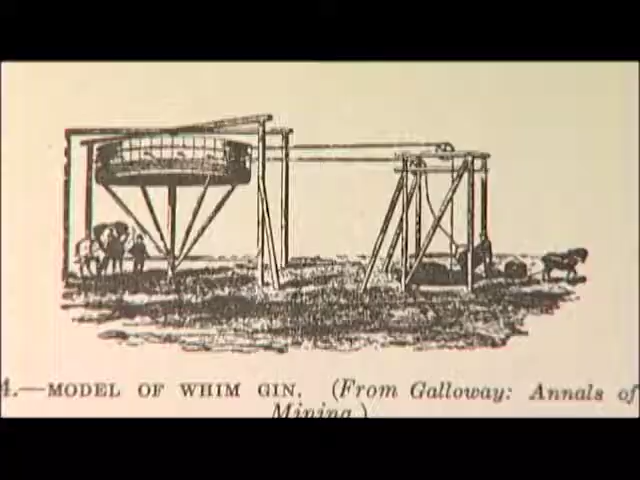 4.—MODEL OF WHIM GIN. (From Galloway: Annals of
Mining.)